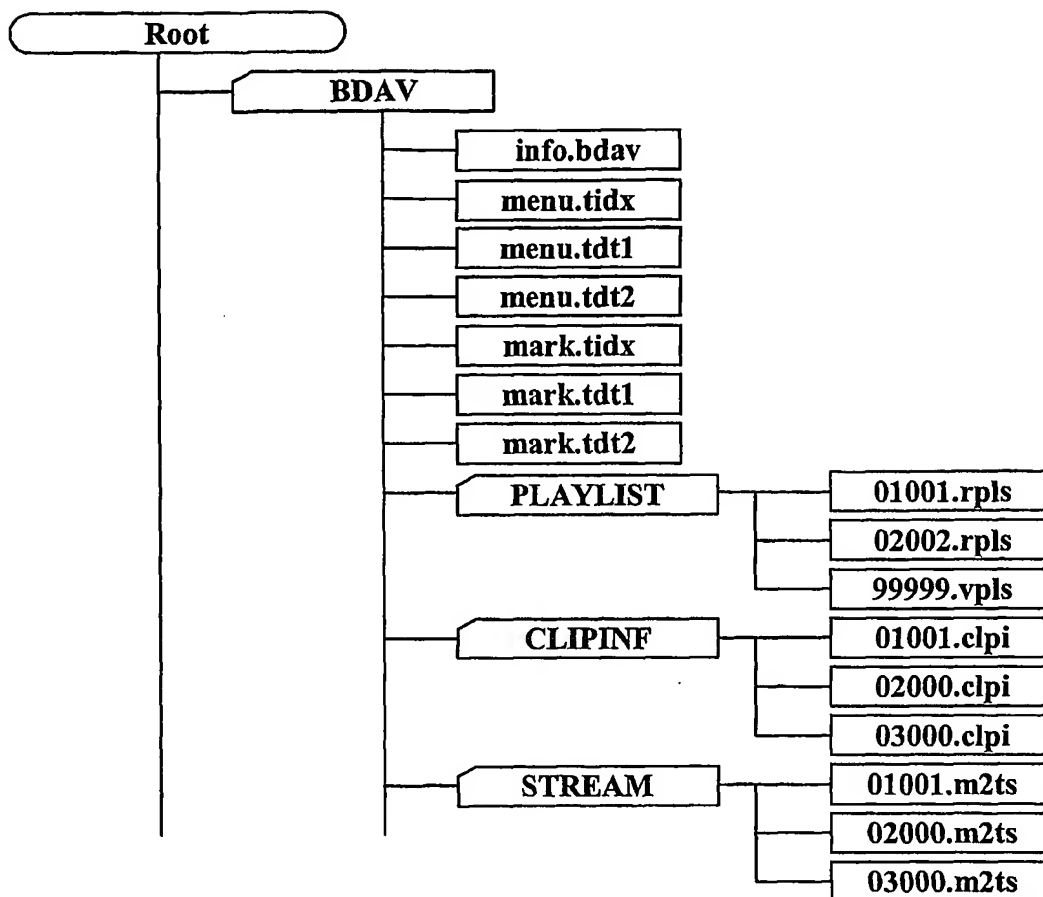 Root
BDAV
info.bdav
menu.tidx
menu.tdt1
menu.tdt2
mark.tidx
mark.tdt1
mark.tdt2
PLAYLIST
01001.rpls
02002.rpls
99999.vpls
CLIPINF
01001.clpi
02000.clpi
03000.clpi
STREAM
01001.m2ts
02000.m2ts
03000.m2ts